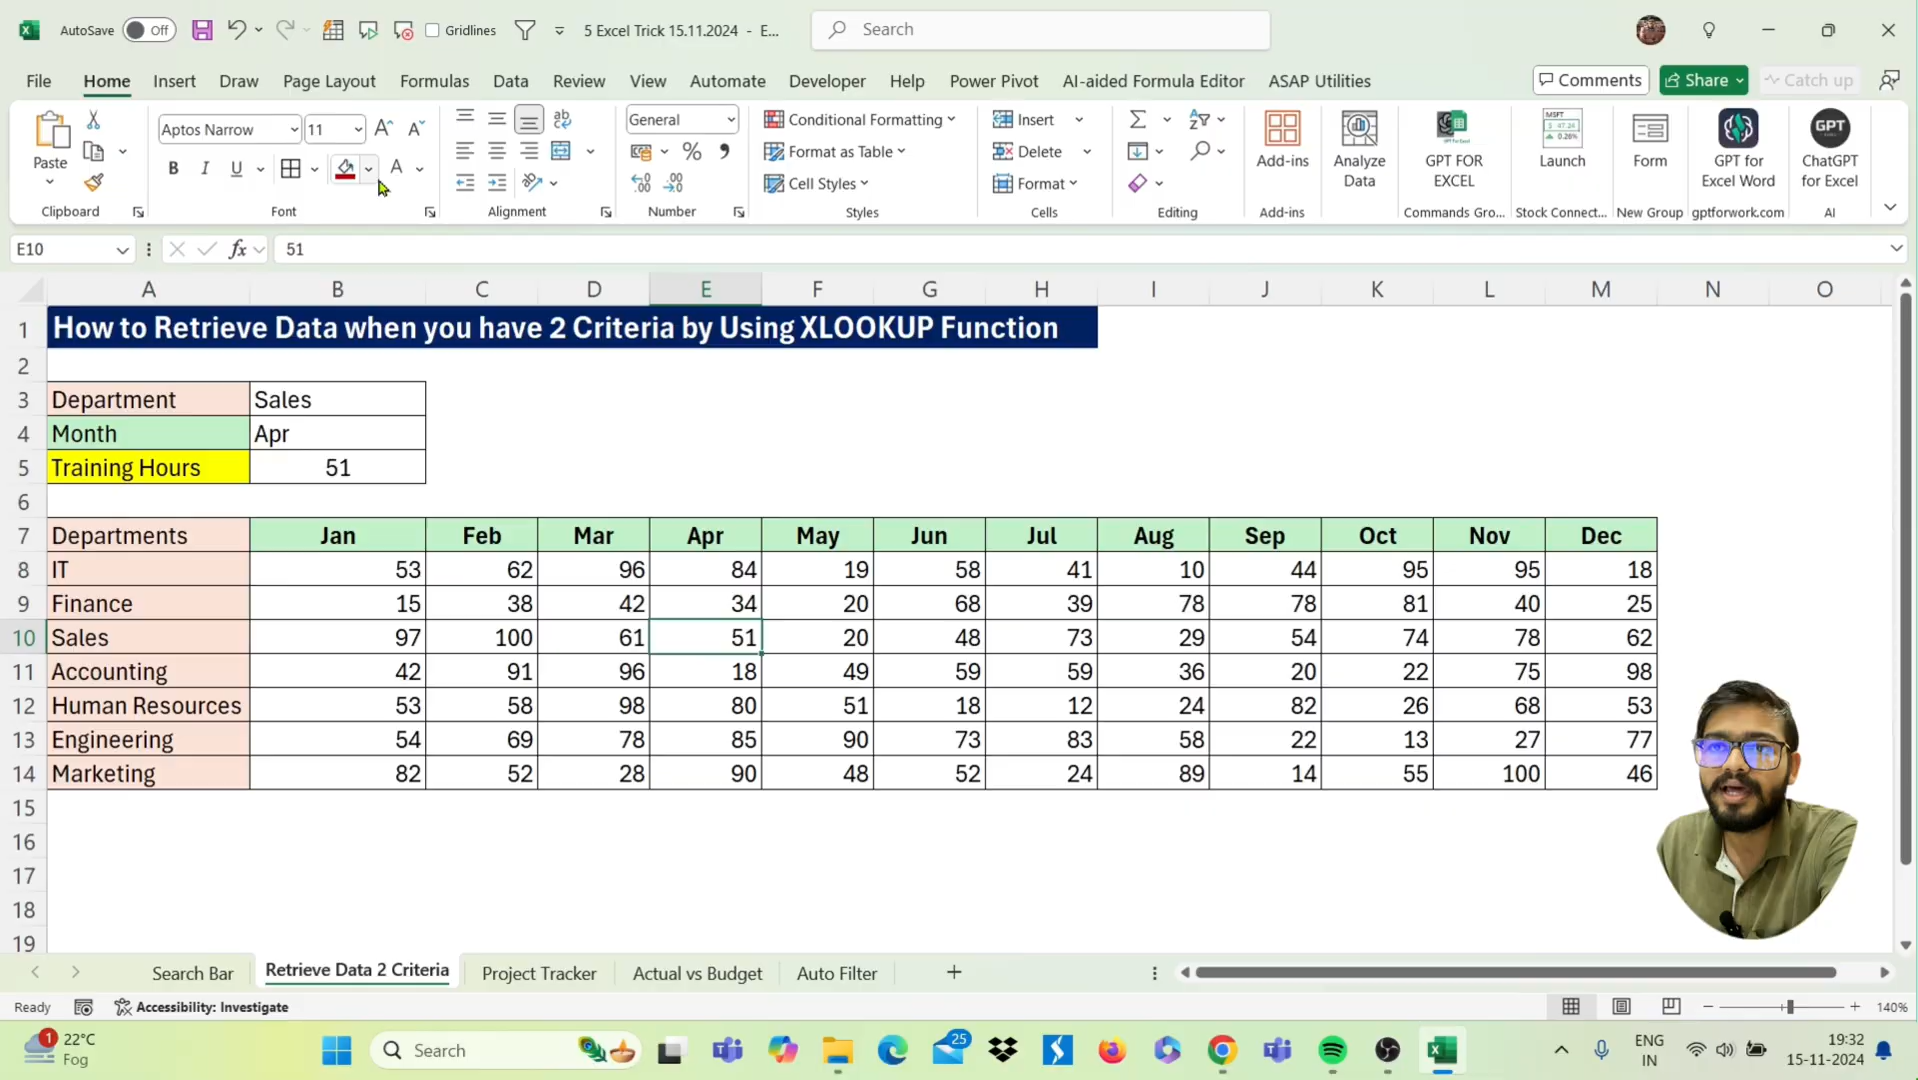 AutoSave Off Gridlines 5 Excel Trick 15.11.2024 - E... Search
File Home Insert Draw Page Layout Formulas Data Review View Automate Developer Help Power Pivot AI-aided Formula Editor ASAP Utilities Comments Share Catch up
Paste
Clipboard
Aptos Narrow 11
B I U A
Font
ab
Alignment
General
% ,
Number
Conditional Formatting
Format as Table
Cell Styles
Styles
Insert
Delete
Format
Cells
Editing
Add-ins
Add-ins
Analyze
Data
GPT FOR
EXCEL
Commands Gro...
MSFT
Launch
Stock Connect...
Form
New Group
GPT for
Excel Word
gptforwork.com
GPT
ChatGPT
for Excel
AI
E10 fx 51
A B C D E F G H I J K L M N O
1 How to Retrieve Data when you have 2 Criteria by Using XLOOKUP Function
2
3 Department Sales
4 Month Apr
5 Training Hours 51
6
7 Departments Jan Feb Mar Apr May Jun Jul Aug Sep Oct Nov Dec
8 IT 53 62 96 84 19 58 41 10 44 95 95 18
9 Finance 15 38 42 34 20 68 39 78 78 81 40 25
10 Sales 97 100 61 51 20 48 73 29 54 74 78 62
11 Accounting 42 91 96 18 49 59 59 36 20 22 75 98
12 Human Resources 53 58 98 80 51 18 12 24 82 26 68 53
13 Engineering 54 69 78 85 90 73 83 58 22 13 27 77
14 Marketing 82 52 28 90 48 52 24 89 14 55 100 46
15
16
17
18
19
Search Bar Retrieve Data 2 Criteria Project Tracker Actual vs Budget Auto Filter
Ready Accessibility: Investigate 140%
1 22°C
Fog
Search
25
ENG
IN
19:32
15-11-2024